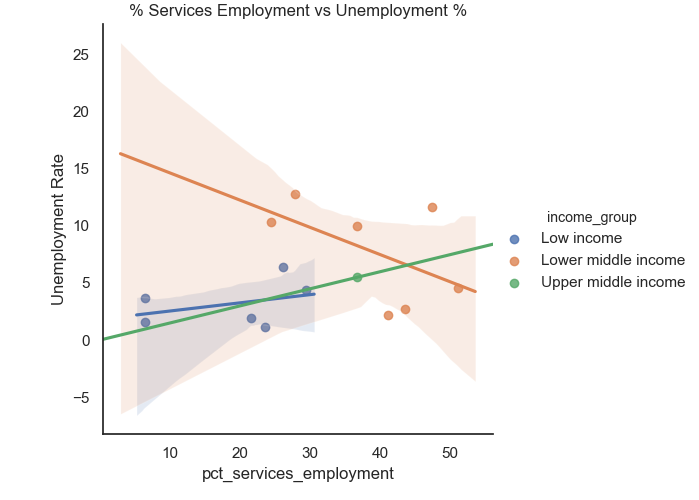 % Services Employment vs Unemployment %
25
20
15
10
5
0
−5
Unemployment Rate
10 20 30 40 50
pct_services_employment
income_group
Low income
Lower middle income
Upper middle income